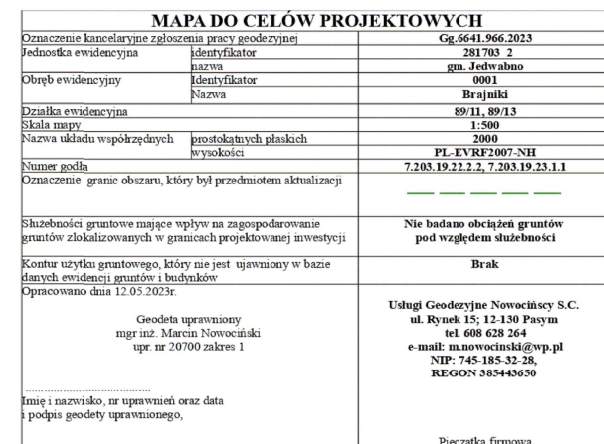 MAPA DO CELÓW PROJEKTOWYCH
Oznaczenie kancelaryjne zgłoszenia pracy geodezyjnej Gg.6641.966.2023
Jednostka ewidencyjna identyfikator 281703_2
nazwa gm. Jedwabno
Obręb ewidencyjny Identyfikator 0001
Nazwa Brajniki
Działka ewidencyjna 89/11, 89/13
Skala mapy 1:500
Nazwa układu współrzędnych prostokątnych płaskich 2000
wysokości PL-EVRF2007-NH
Numer godła 7.203.19.22.2.2, 7.203.19.23.1.1
Oznaczenie granic obszaru, który był przedmiotem aktualizacji
Służebności gruntowe mające wpływ na zagospodarowanie
gruntów zlokalizowanych w granicach projektowanej inwestycji
Nie badano obciążeń gruntów
pod względem służebności
Kontur użytku gruntowego, który nie jest ujawniony w bazie
danych ewidencji gruntów i budynków
Brak
Opracowano dnia 12.05.2023r.
Geodeta uprawniony
mgr inż. Marcin Nowociński
upr. nr 20700 zakres 1
......................................
Imię i nazwisko, nr uprawnień oraz data
i podpis geodety uprawnionego,
Usługi Geodezyjne Nowocińscy S.C.
ul. Rynek 15; 12-130 Pasym
tel. 608 628 264
e-mail: m.nowocinski@wp.pl
NIP: 745-185-32-28,
REGON 385443650
Pieczątka firmowa